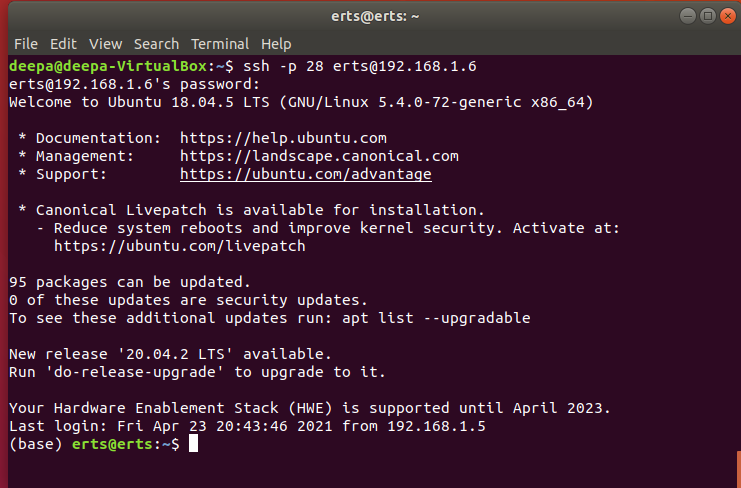 erts@erts: ~
File Edit View Search Terminal Help
deepa@deepa-VirtualBox:~$ ssh -p 28 erts@192.168.1.6
erts@192.168.1.6's password:
Welcome to Ubuntu 18.04.5 LTS (GNU/Linux 5.4.0-72-generic x86_64)

 * Documentation:  https://help.ubuntu.com
 * Management:     https://landscape.canonical.com
 * Support:        https://ubuntu.com/advantage

 * Canonical Livepatch is available for installation.
   - Reduce system reboots and improve kernel security. Activate at:
     https://ubuntu.com/livepatch

95 packages can be updated.
0 of these updates are security updates.
To see these additional updates run: apt list --upgradable

New release '20.04.2 LTS' available.
Run 'do-release-upgrade' to upgrade to it.

Your Hardware Enablement Stack (HWE) is supported until April 2023.
Last login: Fri Apr 23 20:43:46 2021 from 192.168.1.5
(base) erts@erts:~$